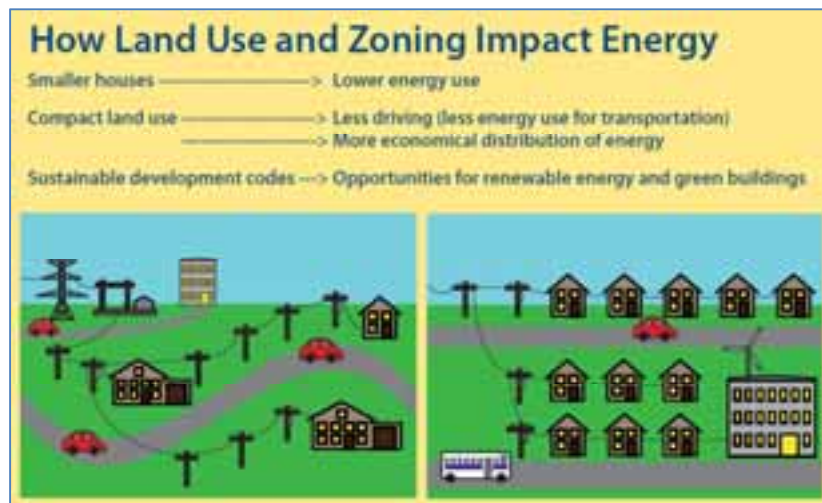 How Land Use and Zoning Impact Energy
Smaller houses ----------> Lower energy use
Compact land use ----------> Less driving (less energy use for transportation)
----------> More economical distribution of energy
Sustainable development codes ---> Opportunities for renewable energy and green buildings